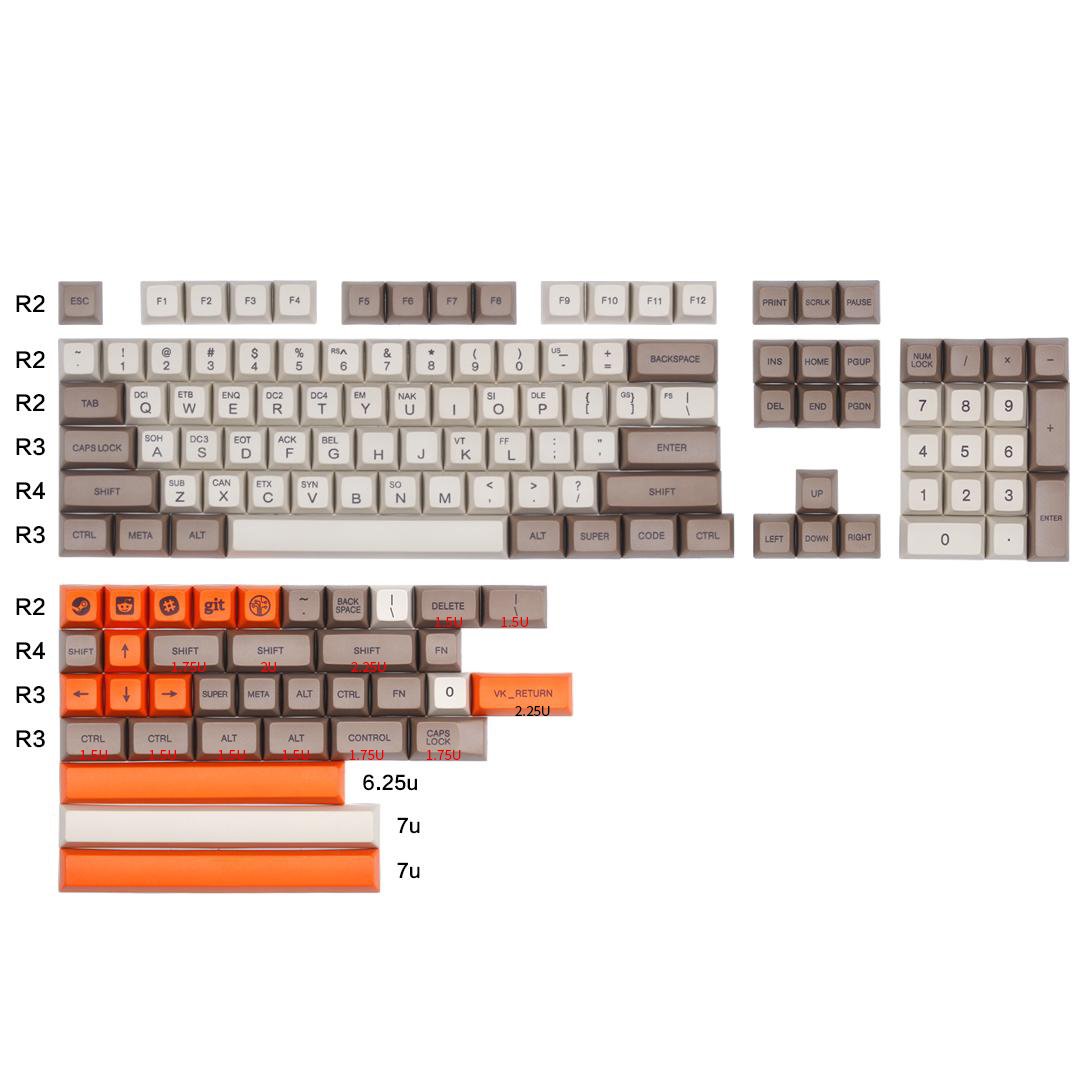 R2 ESC F1 F2 F3 F4 F5 F6 F7 F8 F9 F10 F11 F12 PRINT SCRLK PAUSE
R2 ~ ` ! 1 @ 2 # 3 $ 4 % 5 RS ^ 6 & 7 * 8 ( 9 ) 0 US _ - + = BACKSPACE INS HOME PGUP NUM LOCK / × −
R2 TAB DCI Q ETB W ENQ E DC2 R DC4 T EM Y NAK U I SI O DLE P { [ GS } ] FS | \ DEL END PGDN 7 8 9 +
R3 CAPS LOCK SOH A DC3 S EOT D ACK F BEL G H J VT K FF L : ; " ' ENTER 4 5 6
R4 SHIFT SUB Z CAN X ETX C SYN V B SO N M < , > . ? / SHIFT UP 1 2 3 ENTER
R3 CTRL META ALT ALT SUPER CODE CTRL LEFT DOWN RIGHT 0 .
R2 git ~ ` BACK SPACE | \ DELETE 1.5U | \ 1.5U
R4 SHIFT ↑ SHIFT 1.75U SHIFT 2U SHIFT 2.25U FN
R3 ← ↓ → SUPER META ALT CTRL FN 0 VK_RETURN 2.25U
R3 CTRL 1.5U CTRL 1.5U ALT 1.5U ALT 1.5U CONTROL 1.75U CAPS LOCK 1.75U
6.25u
7u
7u